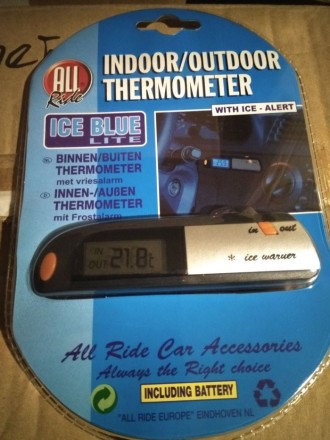 ALL
Ride
INDOOR/OUTDOOR
THERMOMETER
WITH ICE - ALERT
ICE BLUE
LITE
NL BINNEN/BUITEN
THERMOMETER
met vriesalarm
D INNEN-/AUßEN
THERMOMETER
mit Frostalarm
in out
IN
OUT 21.8c
* ice warner
All Ride Car Accessories
Always the Right choice
INCLUDING BATTERY
"ALL RIDE EUROPE" EINDHOVEN NL